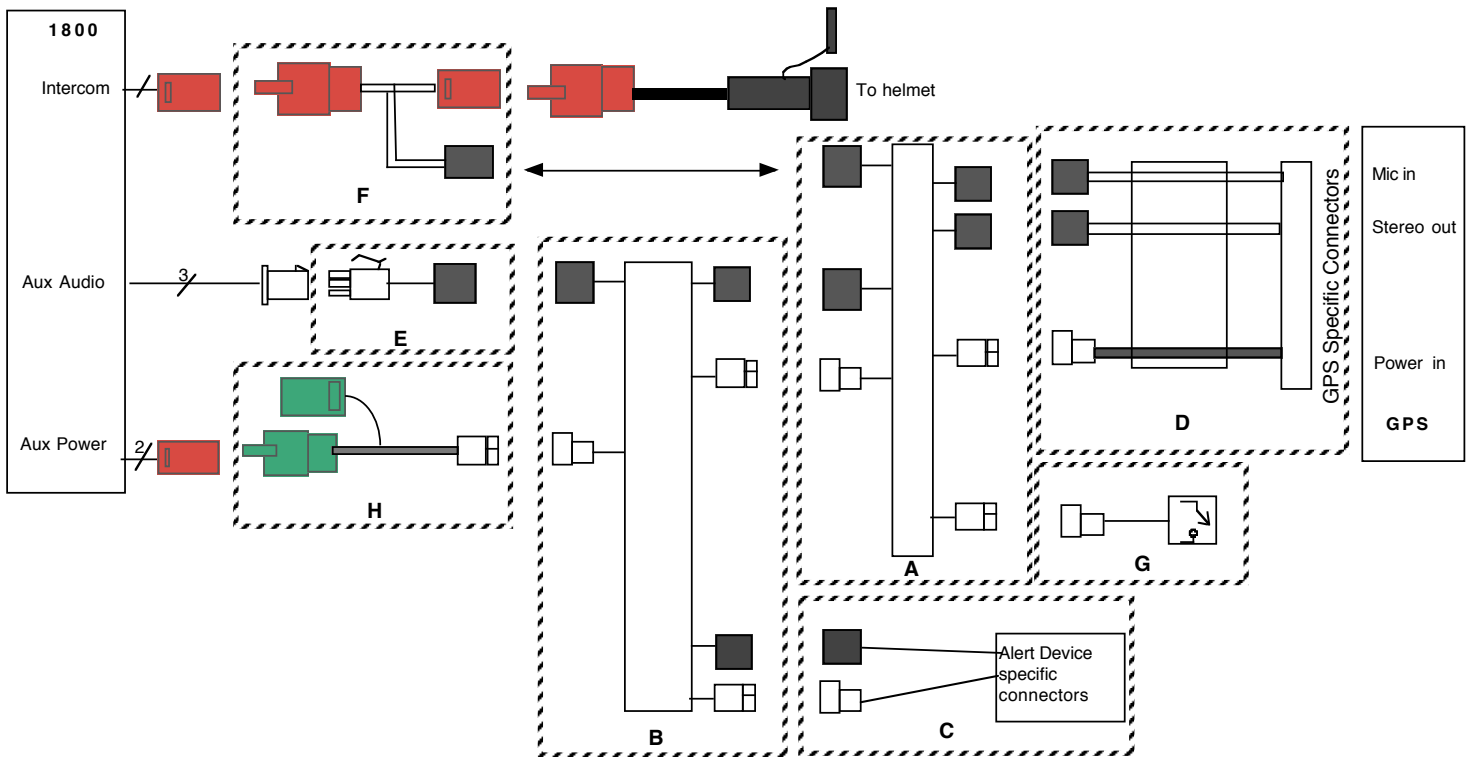 1800
Intercom
To helmet
F
Mic in
Stereo out
GPS Specific Connectors
Aux Audio
3
E
Power in
D
GPS
Aux Power
2
H
A
G
Alert Device
specific
connectors
B
C